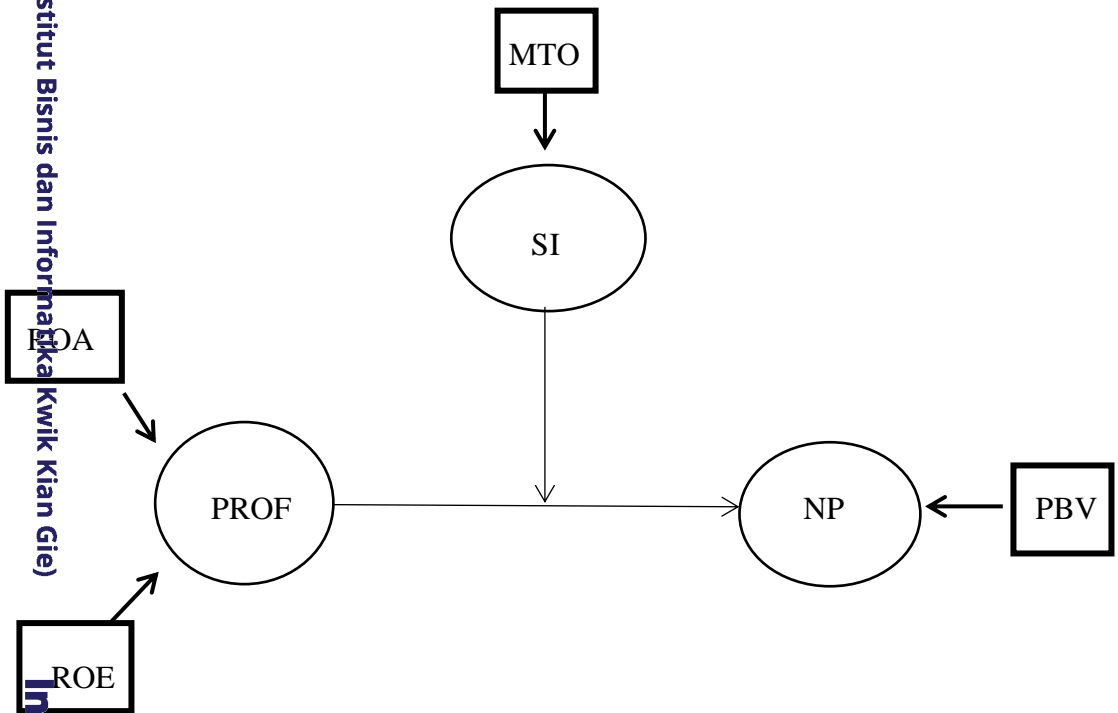 MTO
SI
ROA
PROF
NP
PBV
ROE
stitut Bisnis dan Informatika Kwik Kian Gie)
In